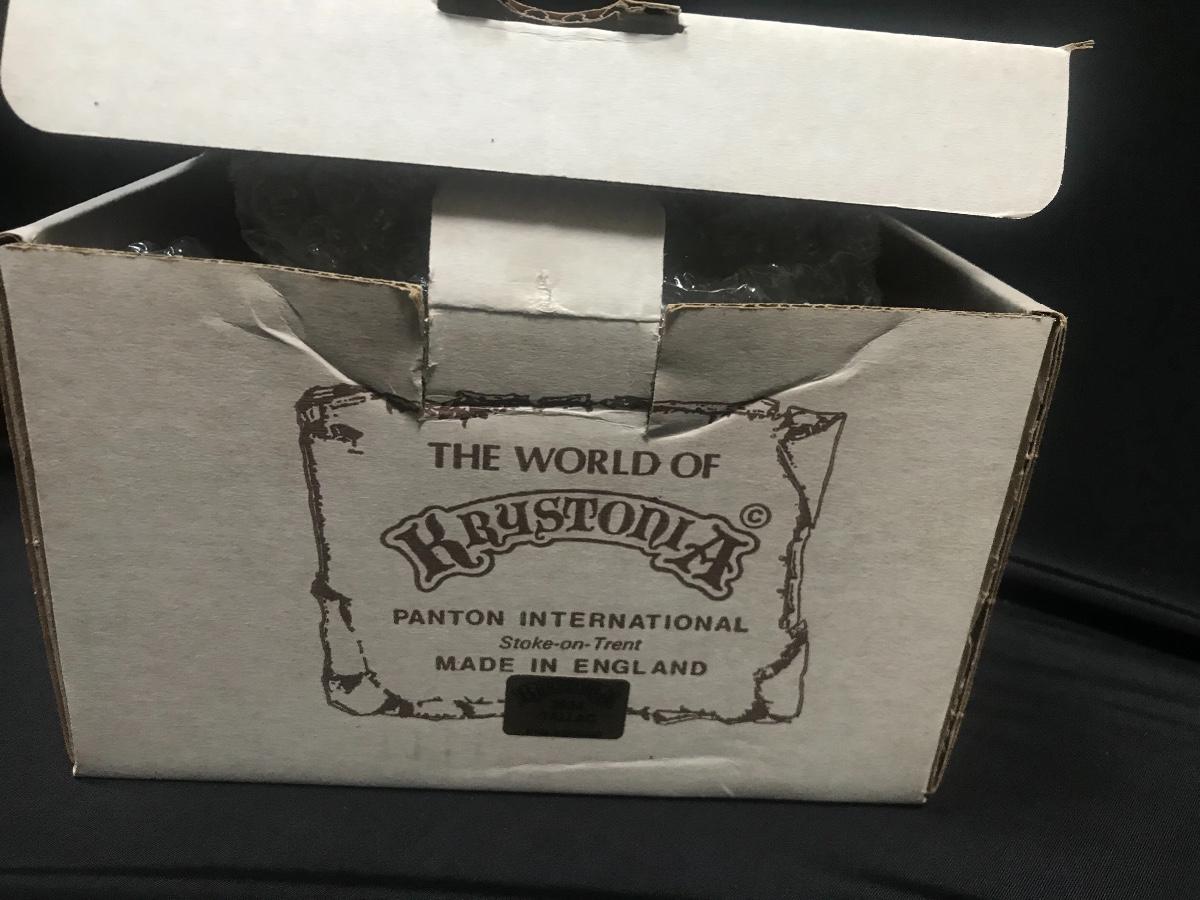 THE WORLD OF
KRYSTONIA ©
PANTON INTERNATIONAL
Stoke-on-Trent
MADE IN ENGLAND